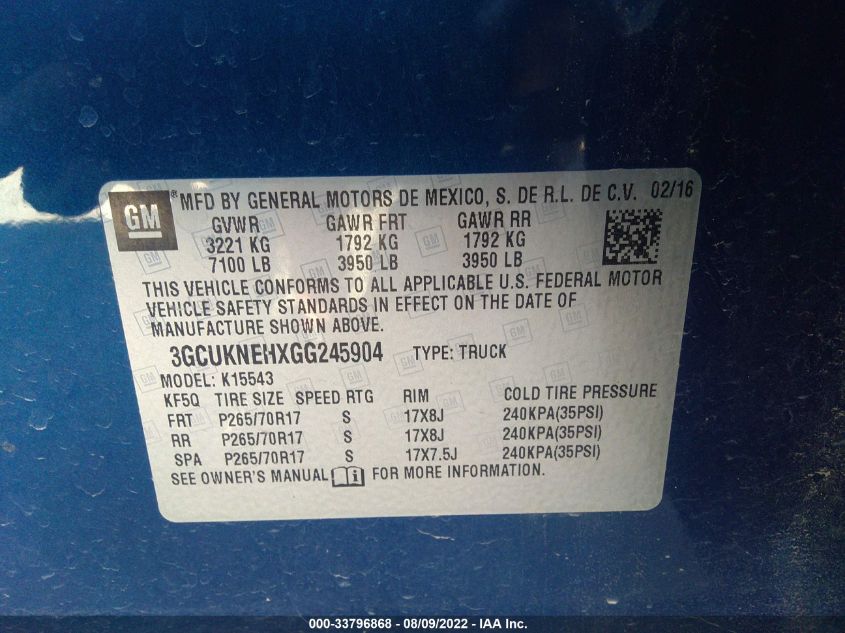 GM ® MFD BY GENERAL MOTORS DE MEXICO, S. DE R.L. DE C.V. 02/16
GVWR GAWR FRT GAWR RR
3221 KG 1792 KG 1792 KG
7100 LB 3950 LB 3950 LB
THIS VEHICLE CONFORMS TO ALL APPLICABLE U.S. FEDERAL MOTOR
VEHICLE SAFETY STANDARDS IN EFFECT ON THE DATE OF
MANUFACTURE SHOWN ABOVE.
3GCUKNEHXGG245904 TYPE: TRUCK
MODEL: K15543
KF5Q TIRE SIZE SPEED RTG RIM COLD TIRE PRESSURE
FRT P265/70R17 S 17X8J 240KPA(35PSI)
RR P265/70R17 S 17X8J 240KPA(35PSI)
SPA P265/70R17 S 17X7.5J 240KPA(35PSI)
SEE OWNER'S MANUAL FOR MORE INFORMATION.
000-33796868 - 08/09/2022 - IAA Inc.